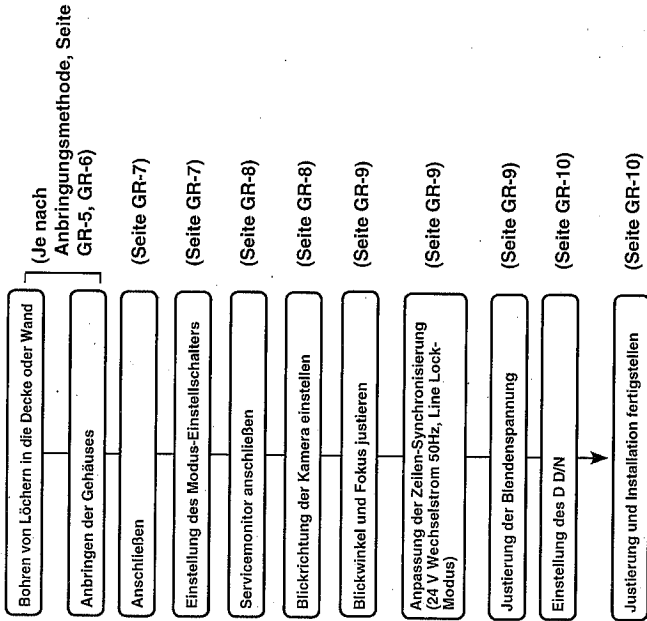 Bohren von Löchern in die Decke oder Wand
(Je nach
Anbringungsmethode, Seite
GR-5, GR-6)
Anbringen der Gehäuses
Anschließen
(Seite GR-7)
Einstellung des Modus-Einstellschalters
(Seite GR-7)
Servicemonitor anschließen
(Seite GR-8)
Blickrichtung der Kamera einstellen
(Seite GR-8)
Blickwinkel und Fokus justieren
(Seite GR-9)
Anpassung der Zeilen-Synchronisierung
(24 V Wechselstrom 50Hz, Line Lock-
Modus)
(Seite GR-9)
Justierung der Blendenspannung
(Seite GR-9)
Einstellung des D D/N
(Seite GR-10)
Justierung und Installation fertigstellen
(Seite GR-10)